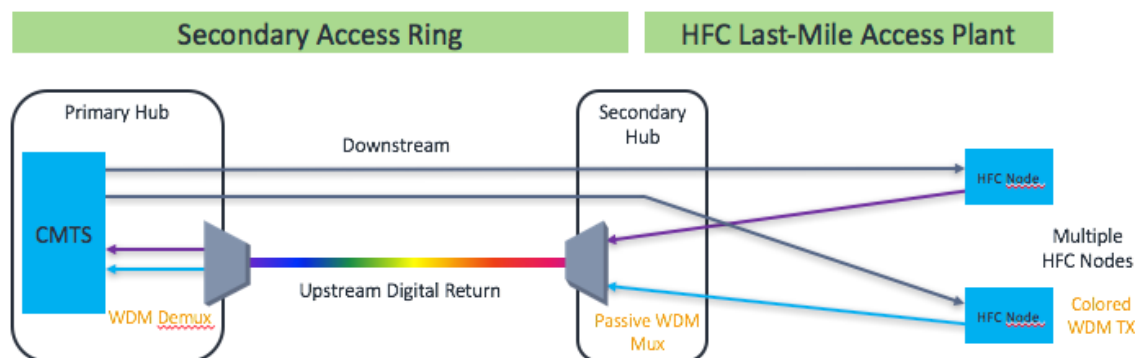 Secondary Access Ring
HFC Last-Mile Access Plant
Primary Hub
Secondary
Hub
Downstream
HFC Node
CMTS
Multiple
HFC Nodes
Upstream Digital Return
WDM Demux
Passive WDM
Mux
HFC Node
Colored
WDM TX